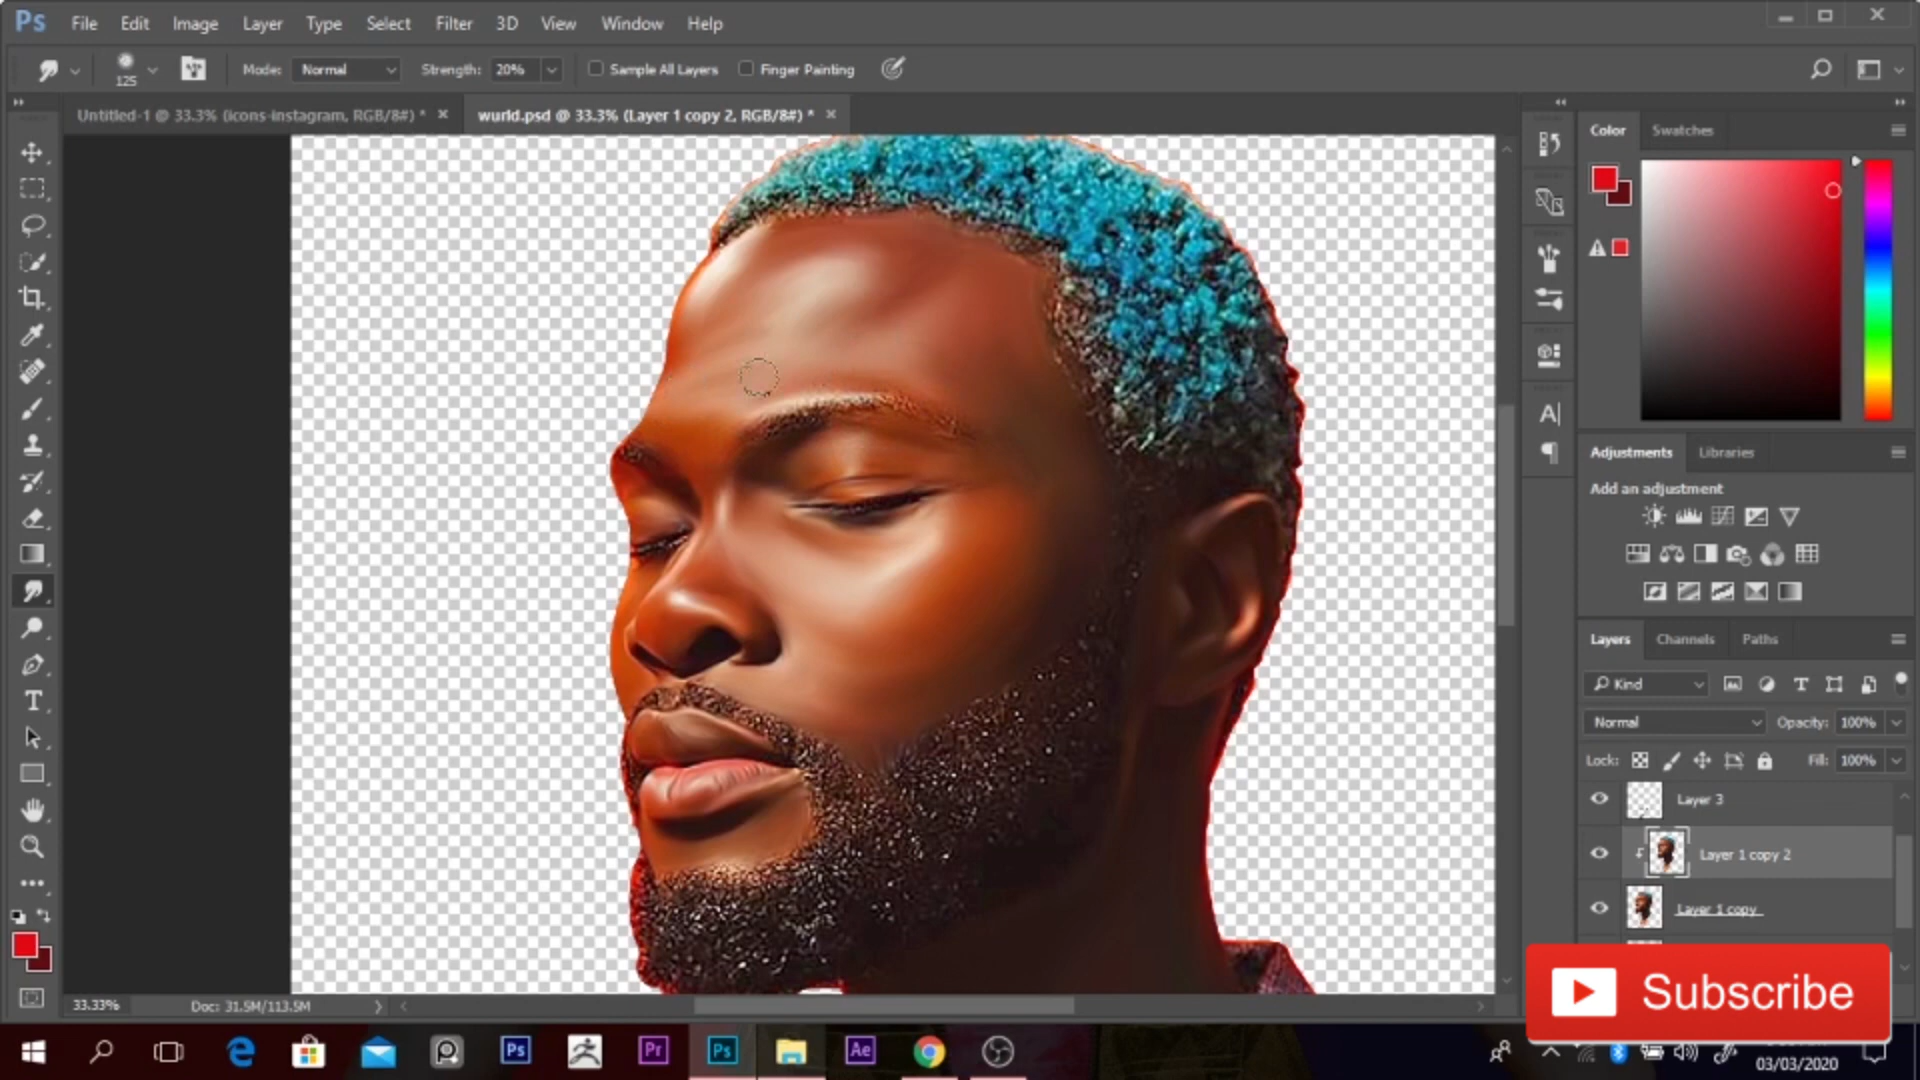 Ps File Edit Image Layer Type Select Filter 3D View Window Help
125 Mode: Normal Strength: 20% Sample All Layers Finger Painting
Untitled-1 @ 33.3% (icons-instagram, RGB/8#) * wurld.psd @ 33.3% (Layer 1 copy 2, RGB/8#) *
Color Swatches
Adjustments Libraries
Add an adjustment
Layers Channels Paths
Kind
Normal Opacity: 100%
Lock: Fill: 100%
Layer 3
Layer 1 copy 2
Layer 1 copy
33.33% Doc: 31.5M/113.5M
Subscribe
Ps Pr Ps Ae
03/03/2020